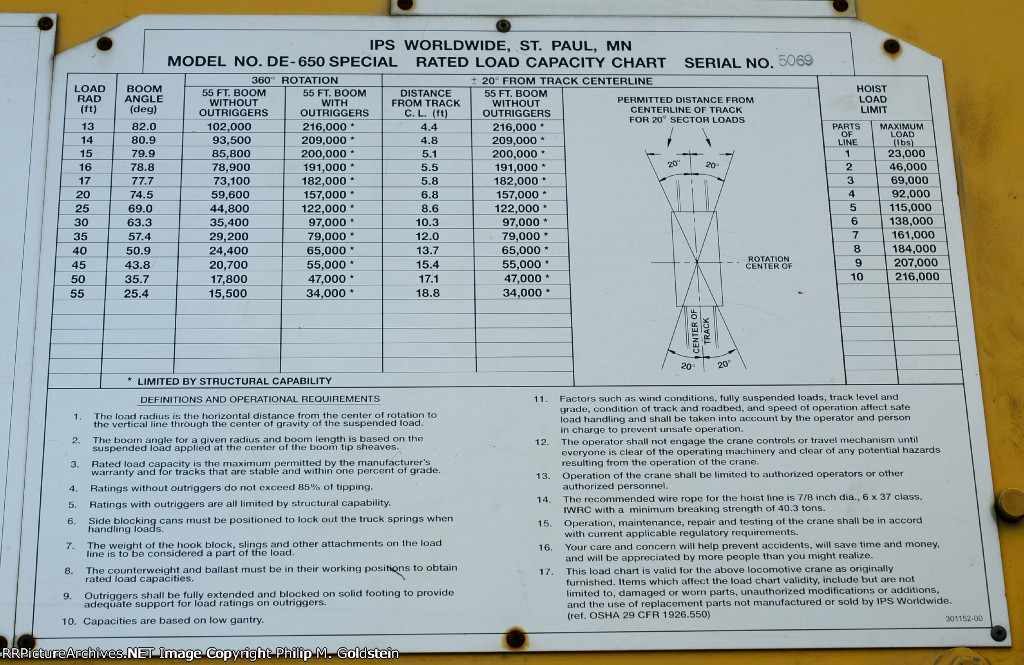 IPS WORLDWIDE, ST. PAUL, MN
MODEL NO. DE-650 SPECIAL RATED LOAD CAPACITY CHART SERIAL NO. 5069
360° ROTATION ± 20° FROM TRACK CENTERLINE
LOAD RAD (ft) BOOM ANGLE (deg) 55 FT. BOOM WITHOUT OUTRIGGERS 55 FT. BOOM WITH OUTRIGGERS DISTANCE FROM TRACK C. L. (ft) 55 FT. BOOM WITHOUT OUTRIGGERS
13 82.0 102,000 216,000 * 4.4 216,000 *
14 80.9 93,500 209,000 * 4.8 209,000 *
15 79.9 85,800 200,000 * 5.1 200,000 *
16 78.8 78,900 191,000 * 5.5 191,000 *
17 77.7 73,100 182,000 * 5.8 182,000 *
20 74.5 59,600 157,000 * 6.8 157,000 *
25 69.0 44,800 122,000 * 8.6 122,000 *
30 63.3 35,400 97,000 * 10.3 97,000 *
35 57.4 29,200 79,000 * 12.0 79,000 *
40 50.9 24,400 65,000 * 13.7 65,000 *
45 43.8 20,700 55,000 * 15.4 55,000 *
50 35.7 17,800 47,000 * 17.1 47,000 *
55 25.4 15,500 34,000 * 18.8 34,000 *
* LIMITED BY STRUCTURAL CAPABILITY
PERMITTED DISTANCE FROM
CENTERLINE OF TRACK
FOR 20° SECTOR LOADS
20° 20°
ROTATION
CENTER OF
CENTER OF
TRACK
20° 20°
HOIST
LOAD
LIMIT
PARTS OF LINE MAXIMUM LOAD (lbs)
1 23,000
2 46,000
3 69,000
4 92,000
5 115,000
6 138,000
7 161,000
8 184,000
9 207,000
10 216,000
DEFINITIONS AND OPERATIONAL REQUIREMENTS
1. The load radius is the horizontal distance from the center of rotation to
the vertical line through the center of gravity of the suspended load.
2. The boom angle for a given radius and boom length is based on the
suspended load applied at the center of the boom tip sheaves.
3. Rated load capacity is the maximum permitted by the manufacturer's
warranty and for tracks that are stable and within one percent of grade.
4. Ratings without outriggers do not exceed 85% of tipping.
5. Ratings with outriggers are all limited by structural capability.
6. Side blocking cans must be positioned to lock out the truck springs when
handling loads.
7. The weight of the hook block, slings and other attachments on the load
line is to be considered a part of the load.
8. The counterweight and ballast must be in their working positions to obtain
rated load capacities.
9. Outriggers shall be fully extended and blocked on solid footing to provide
adequate support for load ratings on outriggers.
10. Capacities are based on low gantry.
11. Factors such as wind conditions, fully suspended loads, track level and
grade, condition of track and roadbed, and speed of operation affect safe
load handling and shall be taken into account by the operator and person
in charge to prevent unsafe operation.
12. The operator shall not engage the crane controls or travel mechanism until
everyone is clear of the operating machinery and clear of any potential hazards
resulting from the operation of the crane.
13. Operation of the crane shall be limited to authorized operators or other
authorized personnel.
14. The recommended wire rope for the hoist line is 7/8 inch dia., 6 x 37 class,
IWRC with a minimum breaking strength of 40.3 tons.
15. Operation, maintenance, repair and testing of the crane shall be in accord
with current applicable regulatory requirements.
16. Your care and concern will help prevent accidents, will save time and money,
and will be appreciated by more people than you might realize.
17. This load chart is valid for the above locomotive crane as originally
furnished. Items which affect the load chart validity, include but are not
limited to, damaged or worn parts, unauthorized modifications or additions,
and the use of replacement parts not manufactured or sold by IPS Worldwide.
(ref. OSHA 29 CFR 1926.550)
301152-00
RRPictureArchives.NET Image Copyright Philip M. Goldstein